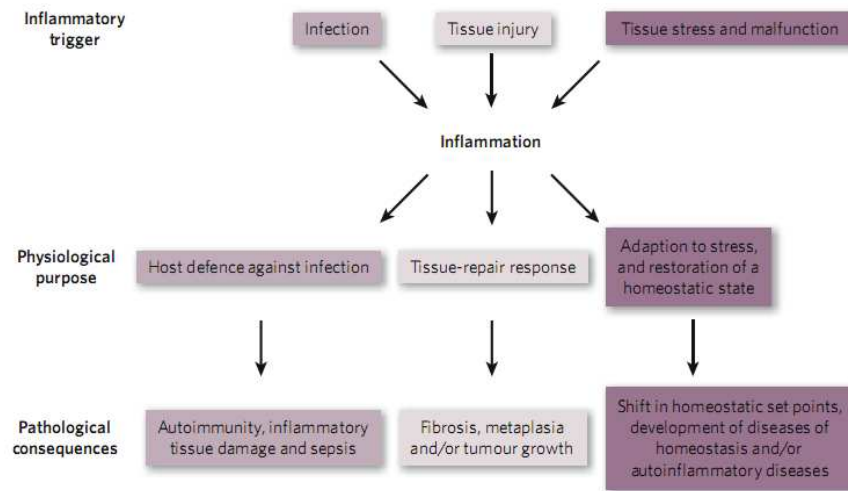 Inflammatory
trigger
Infection
Tissue injury
Tissue stress and malfunction
Inflammation
Physiological
purpose
Host defence against infection
Tissue-repair response
Adaption to stress,
and restoration of a
homeostatic state
Pathological
consequences
Autoimmunity, inflammatory
tissue damage and sepsis
Fibrosis, metaplasia
and/or tumour growth
Shift in homeostatic set points,
development of diseases of
homeostasis and/or
autoinflammatory diseases